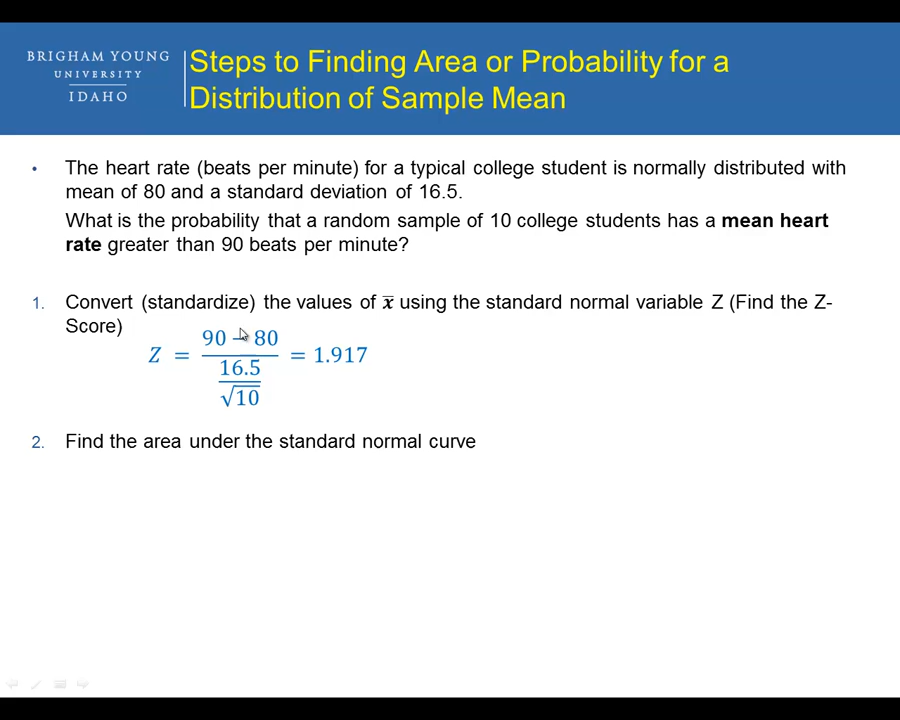 BRIGHAM YOUNG
UNIVERSITY
IDAHO
Steps to Finding Area or Probability for a
Distribution of Sample Mean
• The heart rate (beats per minute) for a typical college student is normally distributed with
mean of 80 and a standard deviation of 16.5.
What is the probability that a random sample of 10 college students has a mean heart
rate greater than 90 beats per minute?
1. Convert (standardize) the values of x̅ using the standard normal variable Z (Find the Z-
Score)
90 − 80
Z = = 1.917
16.5
√10
2. Find the area under the standard normal curve